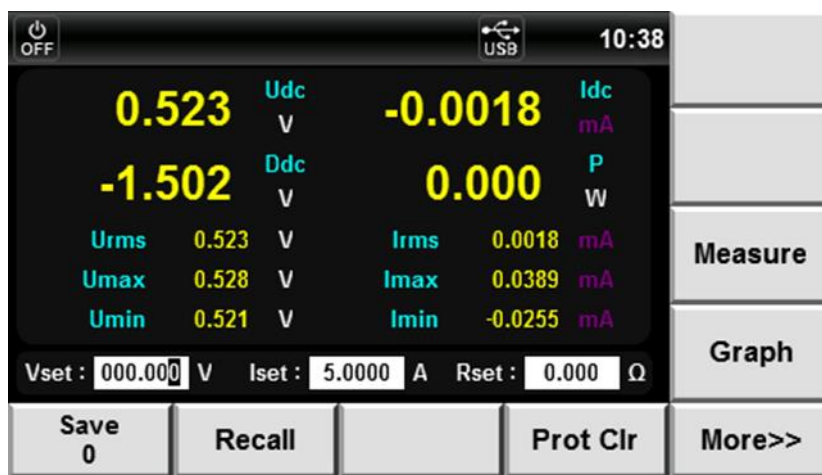 OFF USB 10:38
0.523 Udc V -0.0018 Idc mA
-1.502 Ddc V 0.000 P W
Urms 0.523 V Irms 0.0018 mA
Umax 0.528 V Imax 0.0389 mA
Umin 0.521 V Imin -0.0255 mA
Measure
Graph
Vset : 000.000 V Iset : 5.0000 A Rset : 0.000 Ω
Save 0 Recall Prot Clr More>>